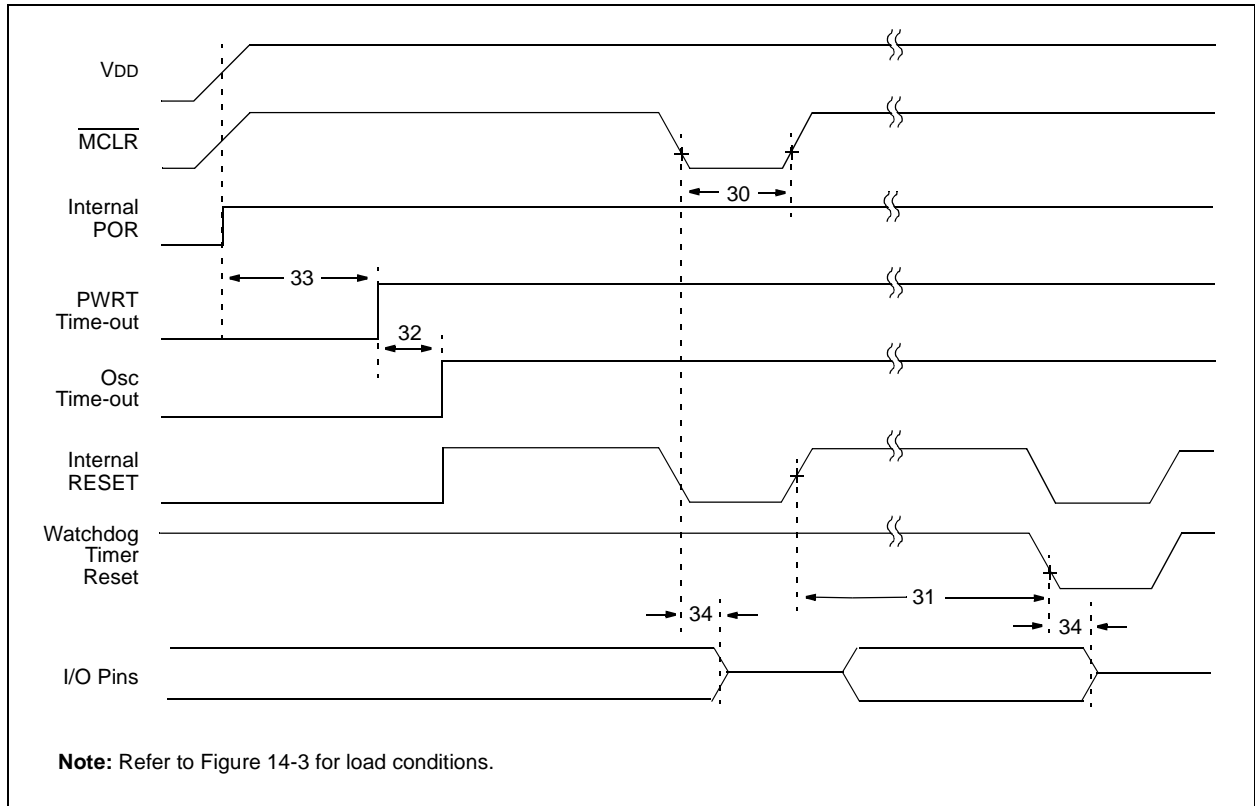 VDD
MCLR
30
Internal
POR
33
PWRT
Time-out
32
Osc
Time-out
Internal
RESET
Watchdog
Timer
Reset
31
34
34
I/O Pins
Note: Refer to Figure 14-3 for load conditions.